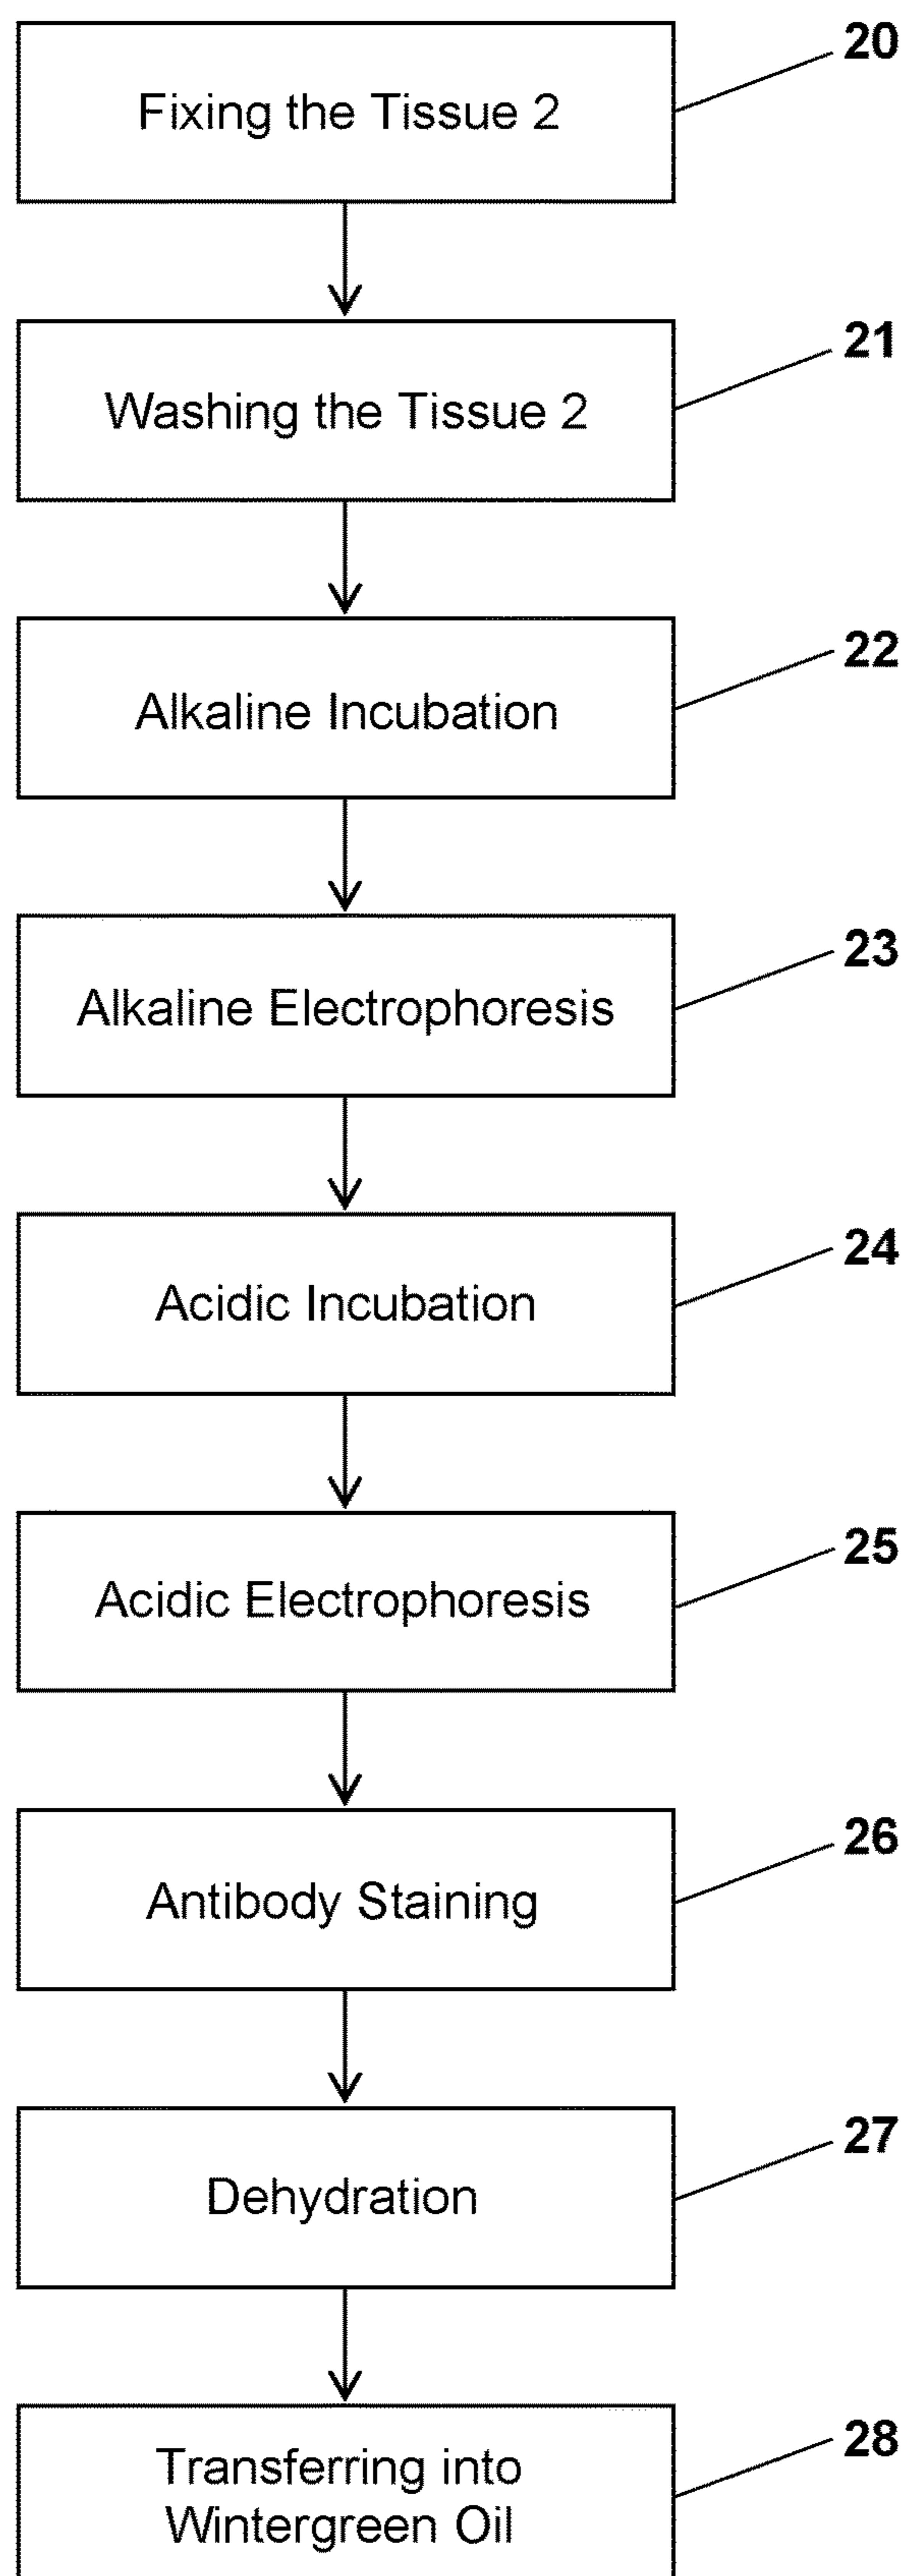 20
Fixing the Tissue 2
21
Washing the Tissue 2
22
Alkaline Incubation
23
Alkaline Electrophoresis
24
Acidic Incubation
25
Acidic Electrophoresis
26
Antibody Staining
27
Dehydration
28
Transferring into
Wintergreen Oil